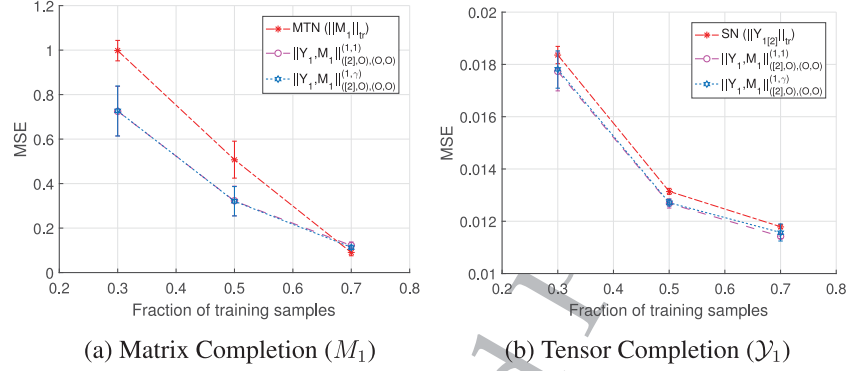 MTN (||M₁||ₜᵣ)
||Y₁,M₁||^(1,1)_([2],O),(O,O)
||Y₁,M₁||^(1,γ)_([2],O),(O,O)
1
0.8
0.6
0.4
0.2
0
MSE
0.2 0.3 0.4 0.5 0.6 0.7 0.8
Fraction of training samples
(a) Matrix Completion (M₁)
SN (||Y₁[2]||ₜᵣ)
||Y₁,M₁||^(1,1)_([2],O),(O,O)
||Y₁,M₁||^(1,γ)_([2],O),(O,O)
0.02
0.018
0.016
0.014
0.012
0.01
MSE
0.2 0.3 0.4 0.5 0.6 0.7 0.8
Fraction of training samples
(b) Tensor Completion (𝒴₁)